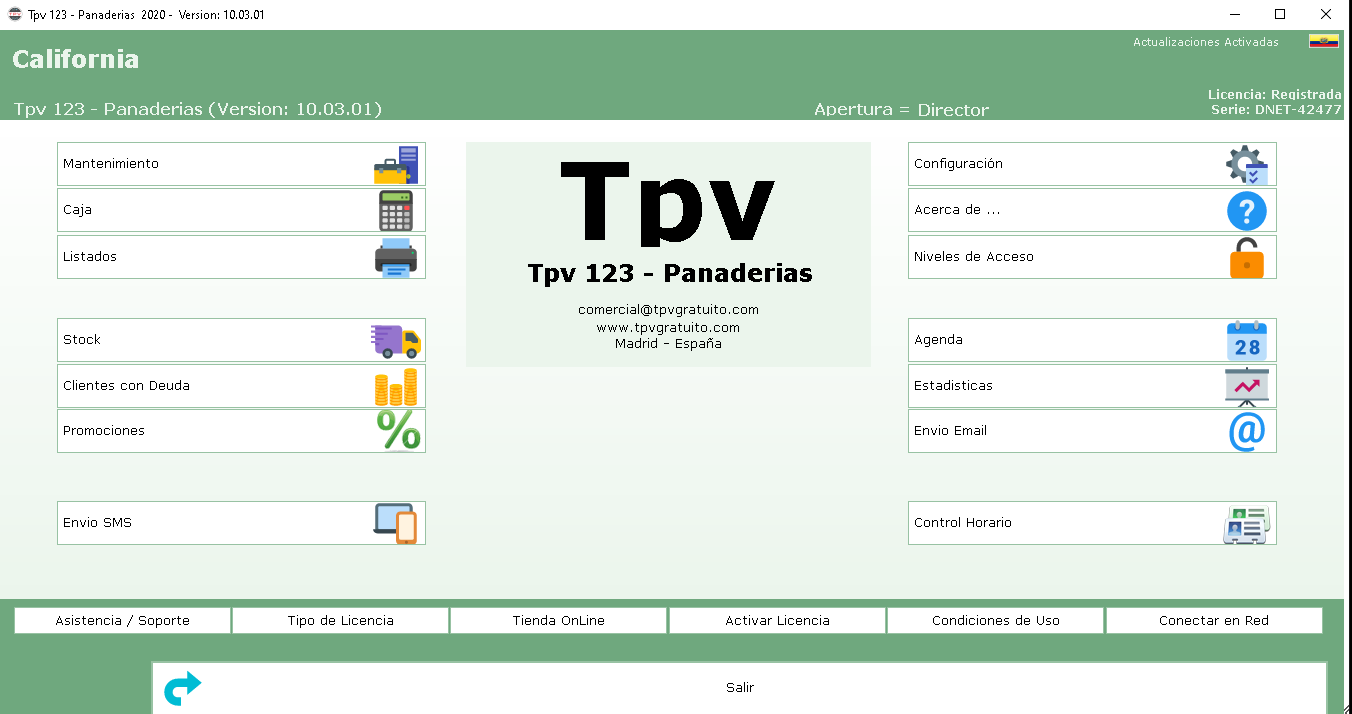 Tpv 123 - Panaderias 2020 - Version: 10.03.01
Actualizaciones Activadas
California
Licencia: Registrada
Tpv 123 - Panaderias (Version: 10.03.01)
Apertura = Director
Serie: DNET-42477
Mantenimiento
Caja
Listados
Stock
Clientes con Deuda
Promociones
Envio SMS
Tpv
Tpv 123 - Panaderias
comercial@tpvgratuito.com
www.tpvgratuito.com
Madrid - España
Configuración
Acerca de ...
?
Niveles de Acceso
Agenda
28
Estadisticas
Envio Email
@
Control Horario
Asistencia / Soporte
Tipo de Licencia
Tienda OnLine
Activar Licencia
Condiciones de Uso
Conectar en Red
Salir